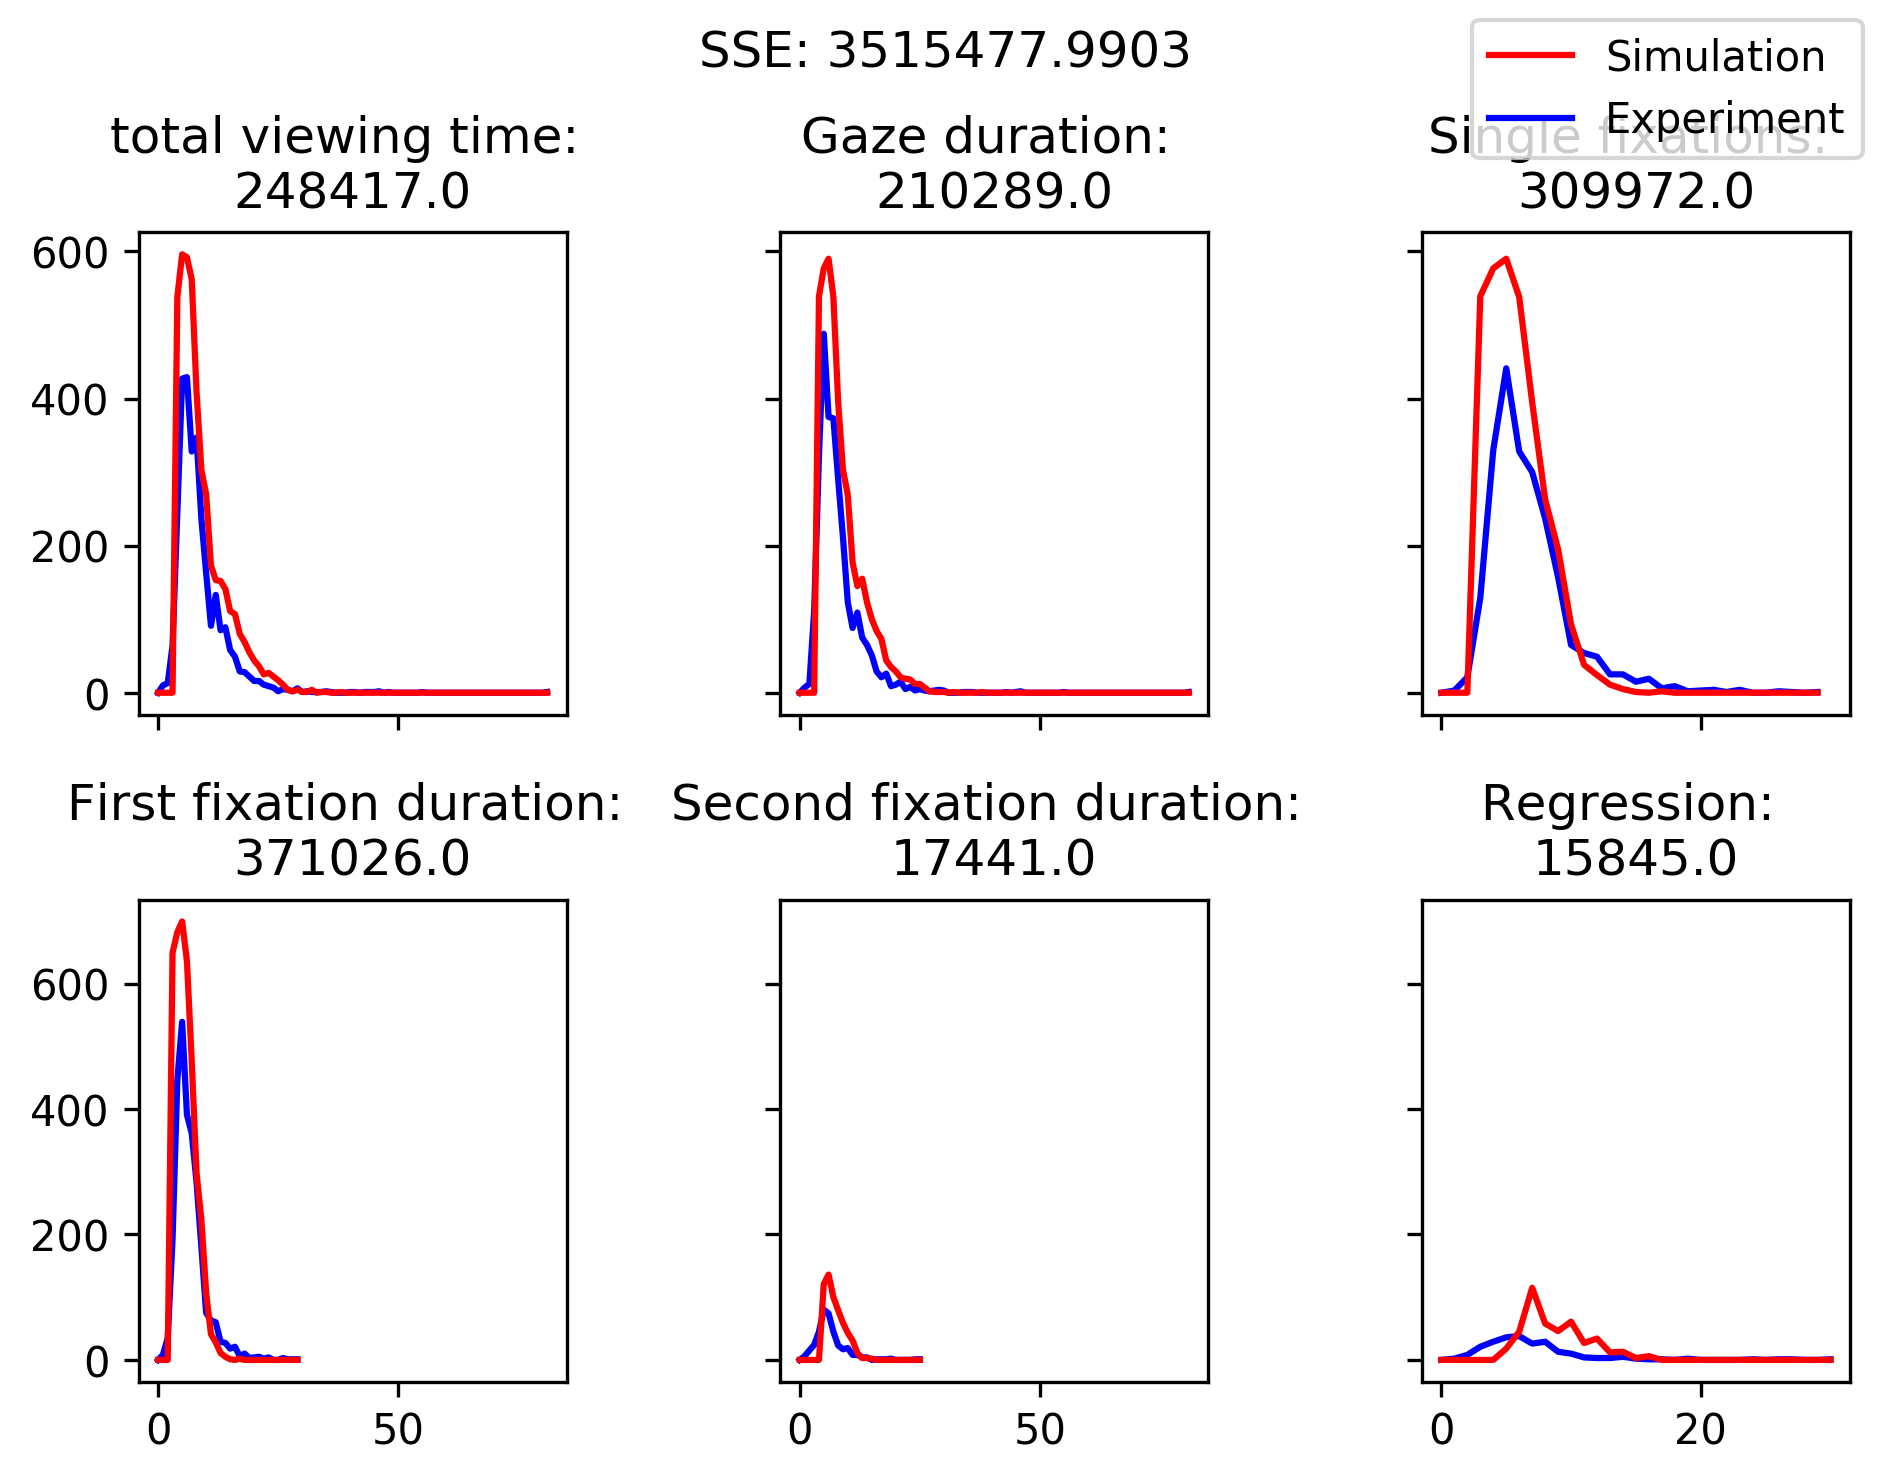 SSE: 3515477.9903
Simulation
Experiment
total viewing time:
248417.0
Gaze duration:
210289.0
Single fixations:
309972.0
600
400
200
0
First fixation duration:
371026.0
Second fixation duration:
17441.0
Regression:
15845.0
600
400
200
0
0 50
0 50
0 20